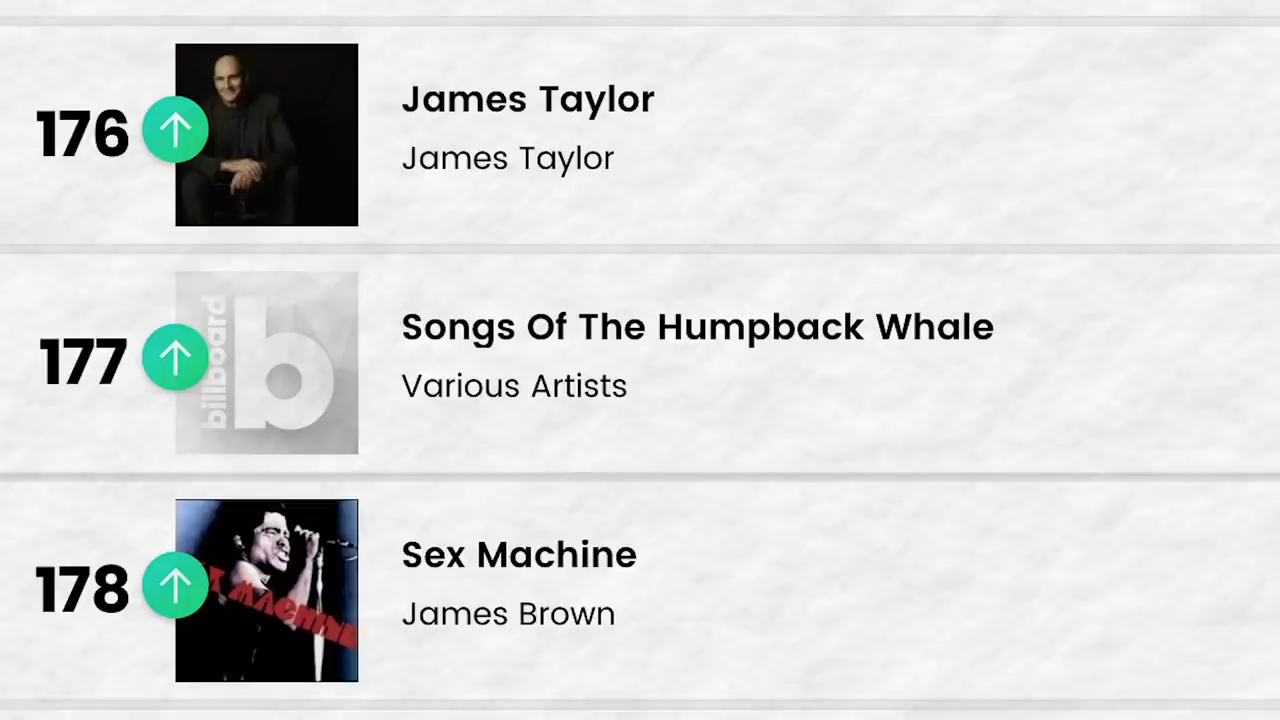 176
James Taylor
James Taylor
billboard
b
177
Songs Of The Humpback Whale
Various Artists
178
MACHINE
Sex Machine
James Brown